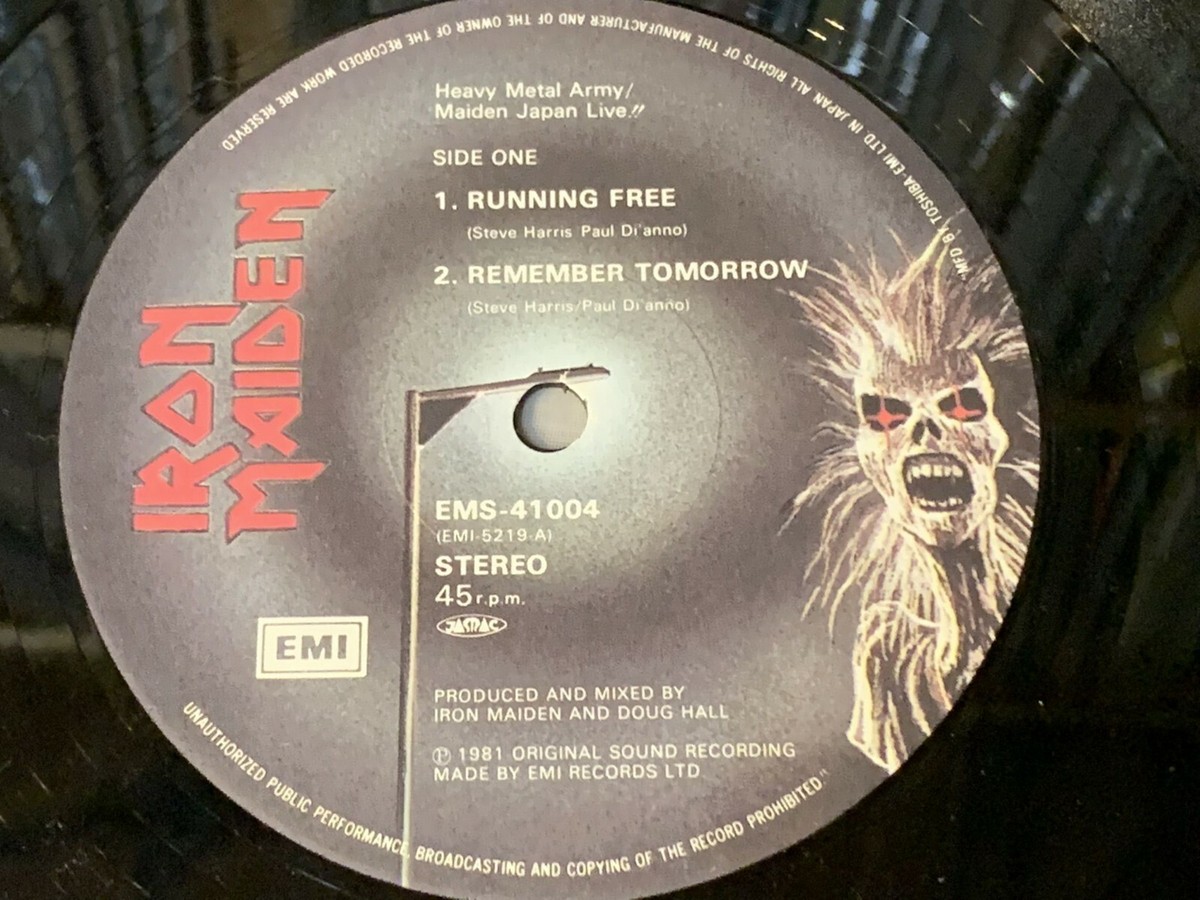 Heavy Metal Army/
Maiden Japan Live!!
SIDE ONE
1. RUNNING FREE
(Steve Harris Paul Di'anno)
2. REMEMBER TOMORROW
(Steve Harris/Paul Di'anno)
IRON
MAIDEN
EMS-41004
(EMI-5219-A)
STEREO
45 r.p.m.
JASRAC
EMI
PRODUCED AND MIXED BY
IRON MAIDEN AND DOUG HALL
Ⓟ 1981 ORIGINAL SOUND RECORDING
MADE BY EMI RECORDS LTD
"MFD BY TOSHIBA-EMI LTD IN JAPAN ALL RIGHTS OF THE MANUFACTURER AND OF THE OWNER OF THE RECORDED WORK ARE RESERVED
UNAUTHORIZED PUBLIC PERFORMANCE, BROADCASTING AND COPYING OF THE RECORD PROHIBITED."